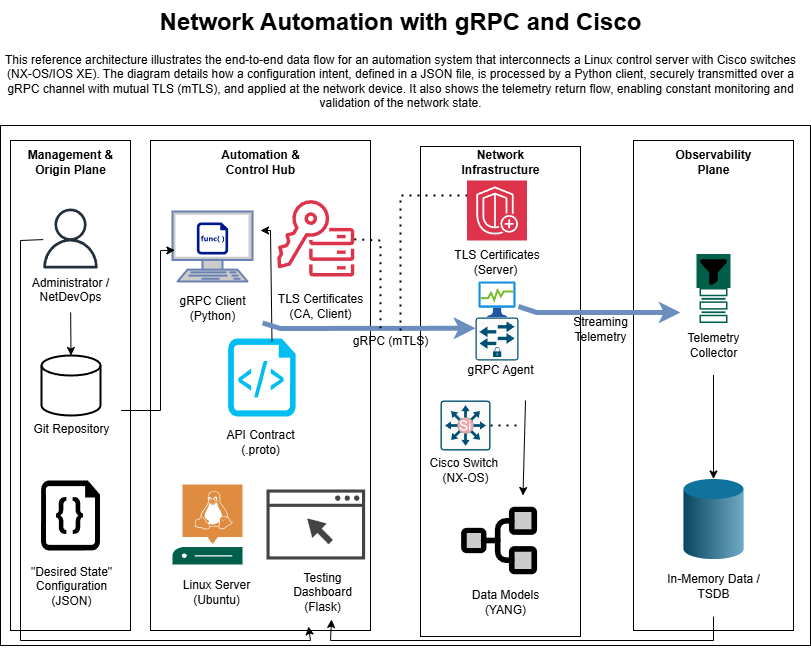 Network Automation with gRPC and Cisco
This reference architecture illustrates the end-to-end data flow for an automation system that interconnects a Linux control server with Cisco switches
(NX-OS/IOS XE). The diagram details how a configuration intent, defined in a JSON file, is processed by a Python client, securely transmitted over a
gRPC channel with mutual TLS (mTLS), and applied at the network device. It also shows the telemetry return flow, enabling constant monitoring and
validation of the network state.
Management &
Origin Plane
Administrator /
NetDevOps
Git Repository
{}
"Desired State"
Configuration
(JSON)
Automation &
Control Hub
func( )
gRPC Client
(Python)
TLS Certificates
(CA, Client)
gRPC (mTLS)
</>
API Contract
(.proto)
Linux Server
(Ubuntu)
Testing
Dashboard
(Flask)
Network
Infrastructure
TLS Certificates
(Server)
gRPC Agent
SI
Cisco Switch
(NX-OS)
Data Models
(YANG)
Streaming
Telemetry
Observability
Plane
Telemetry
Collector
In-Memory Data /
TSDB